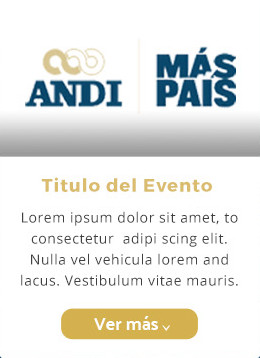 ANDI
MÁS
PAÍS
Titulo del Evento
Lorem ipsum dolor sit amet, to
consectetur  adipi scing elit.
Nulla vel vehicula lorem and
lacus. Vestibulum vitae mauris.
Ver más